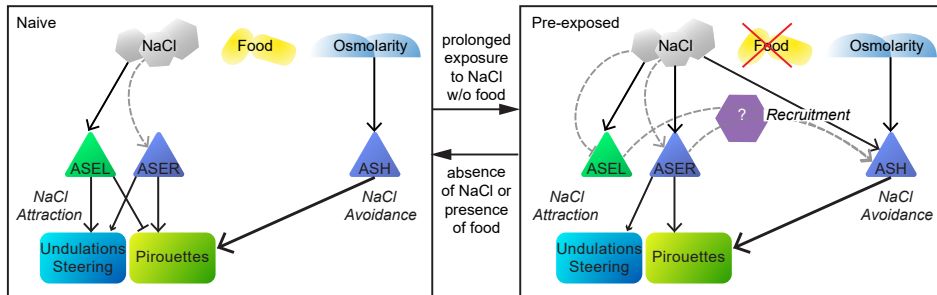 Naive
NaCl
Food
Osmolarity
ASEL
ASER
ASH
NaCl
Attraction
NaCl
Avoidance
Undulations
Steering
Pirouettes
prolonged
exposure
to NaCl
w/o food
absence
of NaCl or
presence
of food
Pre-exposed
NaCl
Food
Osmolarity
?
Recruitment
ASEL
ASER
ASH
NaCl
Attraction
NaCl
Avoidance
Undulations
Steering
Pirouettes